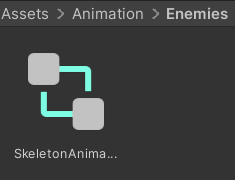 Assets > Animation > Enemies
SkeletonAnima...